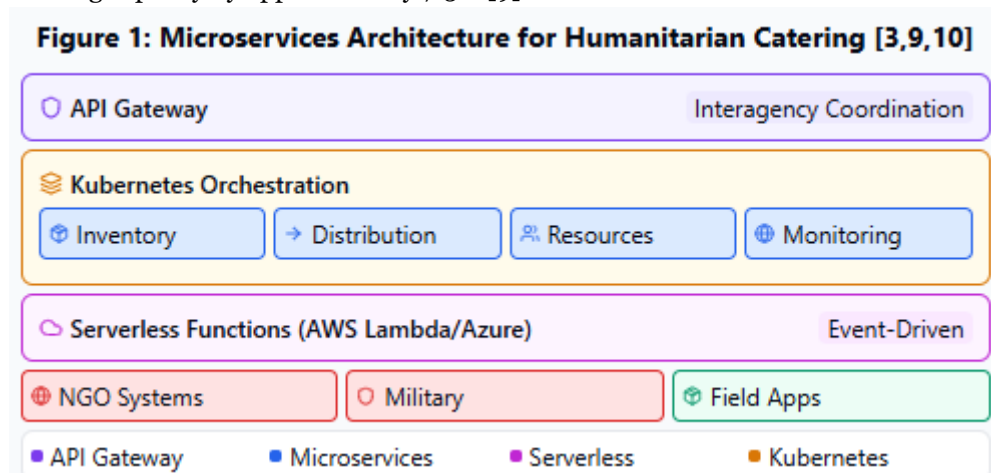 Figure 1: Microservices Architecture for Humanitarian Catering [3,9,10]
API Gateway Interagency Coordination
Kubernetes Orchestration
Inventory Distribution Resources Monitoring
Serverless Functions (AWS Lambda/Azure) Event-Driven
NGO Systems Military Field Apps
API Gateway Microservices Serverless Kubernetes